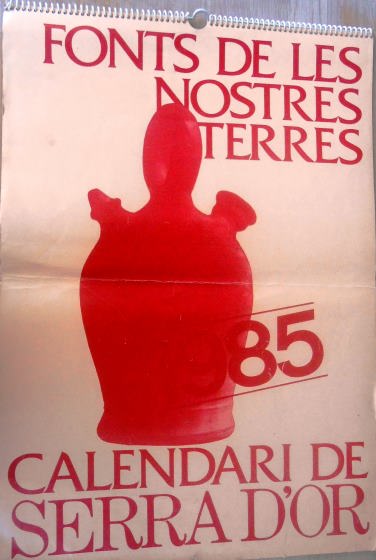 FONTS DE LES
NOSTRES
TERRES
1985
CALENDARI DE
SERRA D'OR